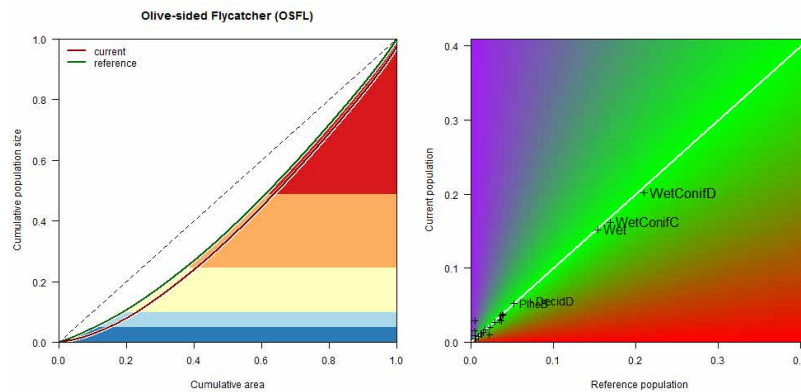 Olive-sided Flycatcher (OSFL)
current
reference
1.0
0.8
0.6
0.4
0.2
0.0
Cumulative population size
0.0 0.2 0.4 0.6 0.8 1.0
Cumulative area
0.4
0.3
0.2
0.1
0.0
Current population
WetConifD
WetConifC
Wet
DecidD
PineB
0.0 0.1 0.2 0.3 0.4
Reference population